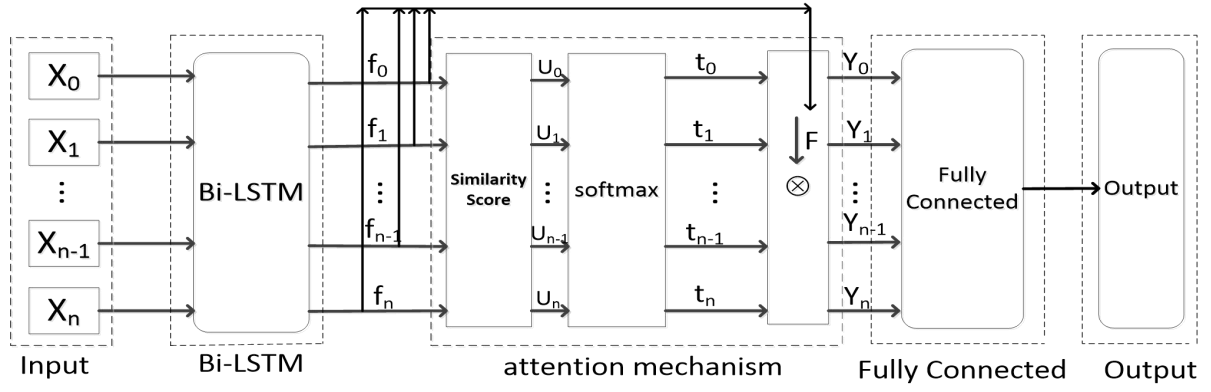 X0 f0 U0 t0 Y0
X1 f1 U1 t1 F Y1
⋮ ⋮ ⋮ ⋮ ⋮
Bi-LSTM
Similarity
Score
softmax
⊗
Fully
Connected
Output
Xn-1 fn-1 Un-1 tn-1 Yn-1
Xn fn Un tn Yn
Input Bi-LSTM attention mechanism Fully Connected Output